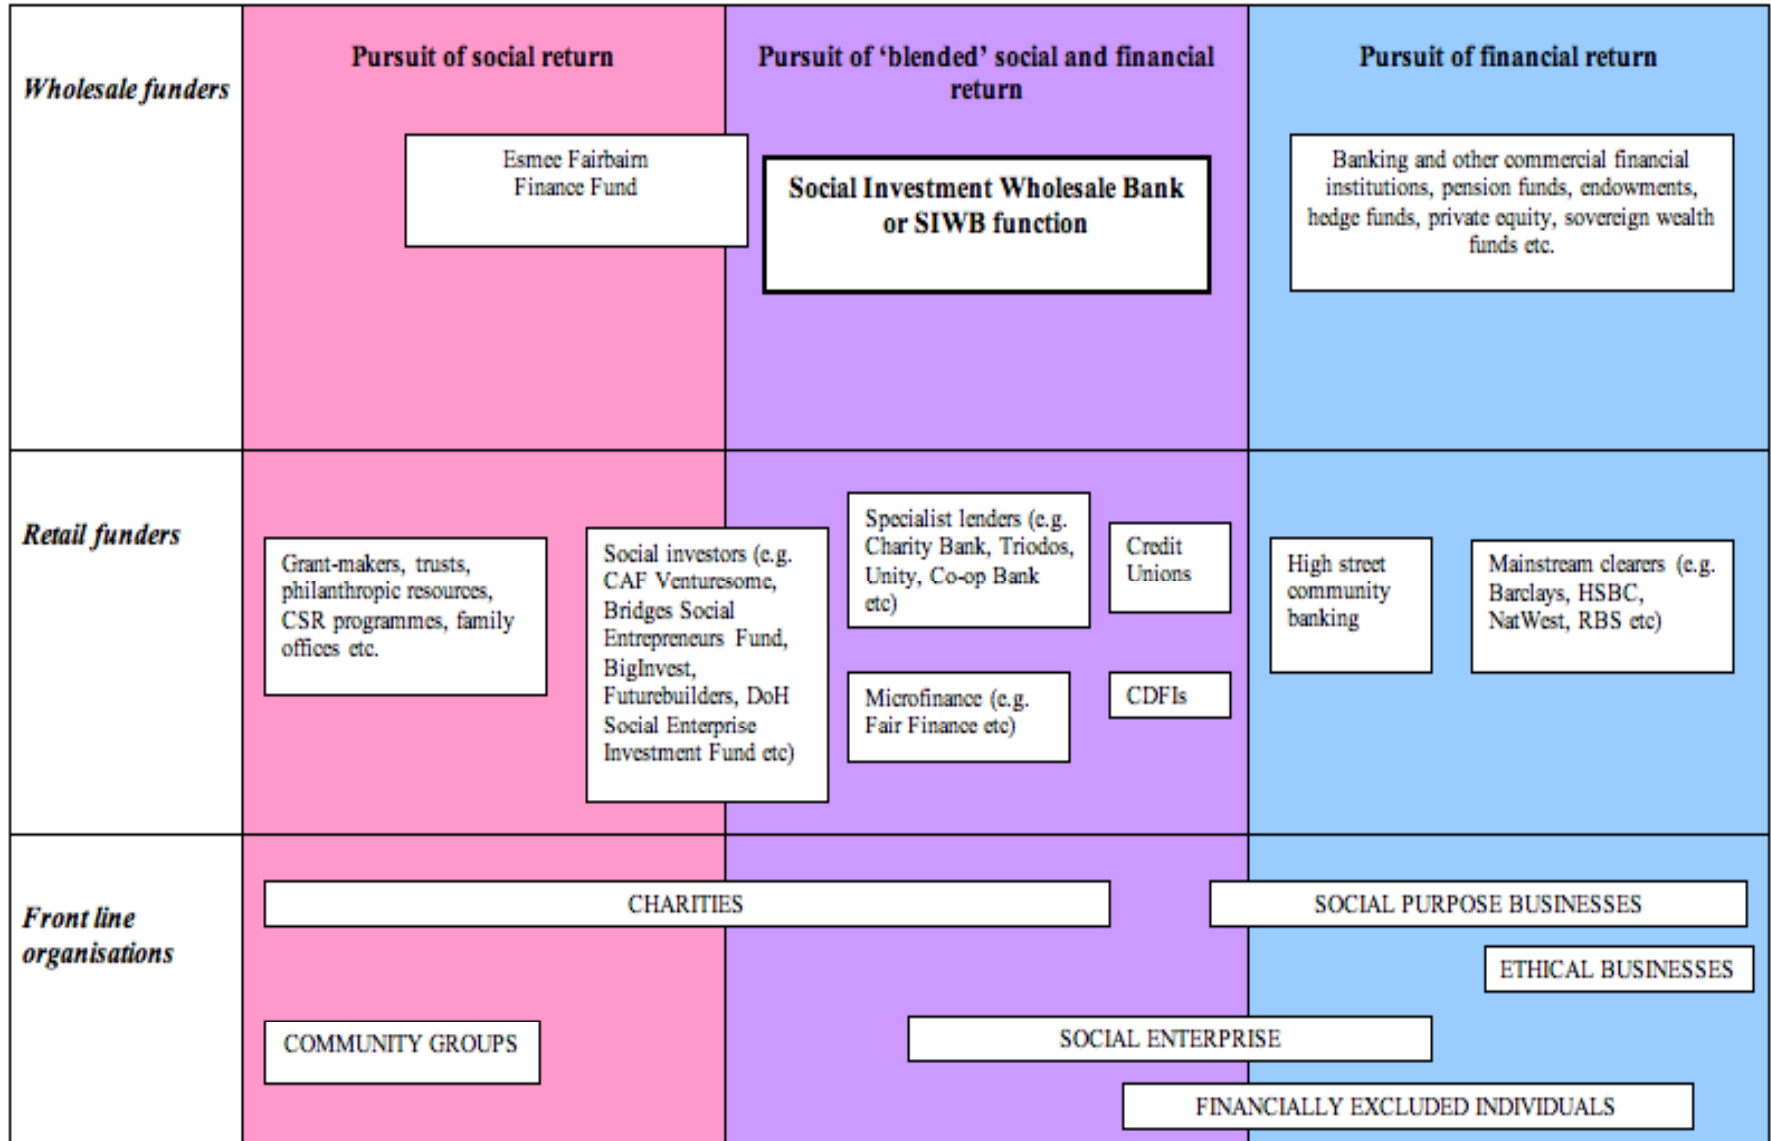 Pursuit of social return
Pursuit of ‘blended’ social and financial
return
Pursuit of financial return
Wholesale funders
Esmee Fairbairn
Finance Fund
Social Investment Wholesale Bank
or SIWB function
Banking and other commercial financial
institutions, pension funds, endowments,
hedge funds, private equity, sovereign wealth
funds etc.
Retail funders
Grant-makers, trusts,
philanthropic resources,
CSR programmes, family
offices etc.
Social investors (e.g.
CAF Venturesome,
Bridges Social
Entrepreneurs Fund,
BigInvest,
Futurebuilders, DoH
Social Enterprise
Investment Fund etc)
Specialist lenders (e.g.
Charity Bank, Triodos,
Unity, Co-op Bank
etc)
Credit
Unions
Microfinance (e.g.
Fair Finance etc)
CDFIs
High street
community
banking
Mainstream clearers (e.g.
Barclays, HSBC,
NatWest, RBS etc)
Front line
organisations
CHARITIES
SOCIAL PURPOSE BUSINESSES
ETHICAL BUSINESSES
COMMUNITY GROUPS
SOCIAL ENTERPRISE
FINANCIALLY EXCLUDED INDIVIDUALS